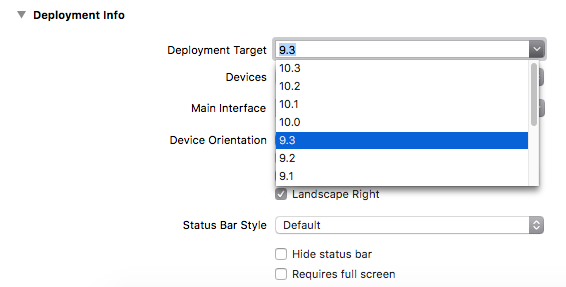 Deployment Info
Deployment Target 9.3
10.3
Devices
10.2
Main Interface
10.1
10.0
Device Orientation
9.3
9.2
9.1
Landscape Right
Status Bar Style Default
Hide status bar
Requires full screen